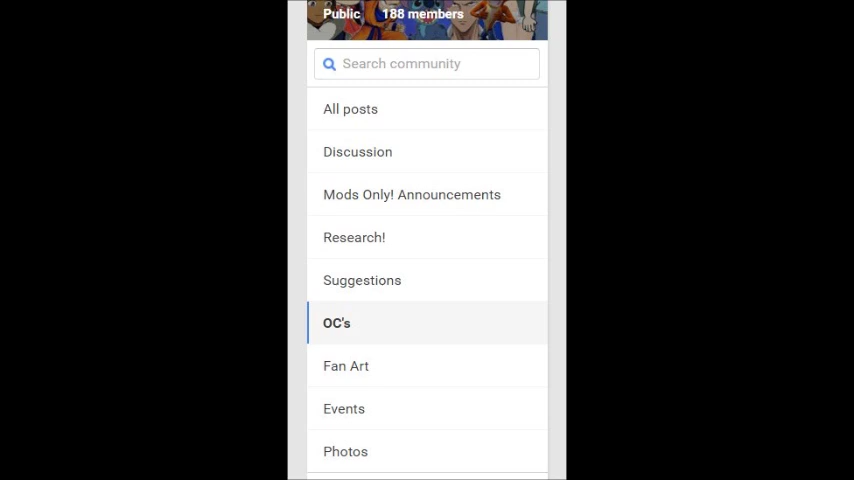 Public 188 members
Search community
All posts
Discussion
Mods Only! Announcements
Research!
Suggestions
OC's
Fan Art
Events
Photos